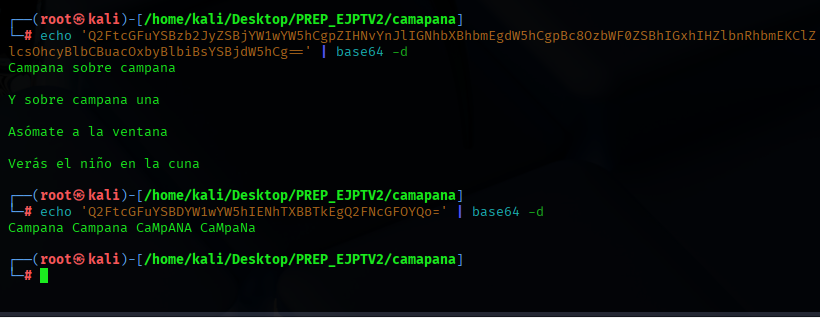 ┌──(root㉿kali)-[/home/kali/Desktop/PREP_EJPTV2/camapana]
└─# echo 'Q2FtcGFuYSBzb2JyZSBjYW1wYW5hCgpZIHNvYnJlIGNhbXBhbmEgdW5hCgpBc8OzbWF0ZSBhIGxhIHZlbnRhbmEKClZ
lcsOhcyBlbCBuacOxbyBlbiBsYSBjdW5hCg==' | base64 -d
Campana sobre campana
Y sobre campana una
Asómate a la ventana
Verás el niño en la cuna
┌──(root㉿kali)-[/home/kali/Desktop/PREP_EJPTV2/camapana]
└─# echo 'Q2FtcGFuYSBDYW1wYW5hIENhTXBBTkEgQ2FNcGFOYQo=' | base64 -d
Campana Campana CaMpANA CaMpaNa
┌──(root㉿kali)-[/home/kali/Desktop/PREP_EJPTV2/camapana]
└─#